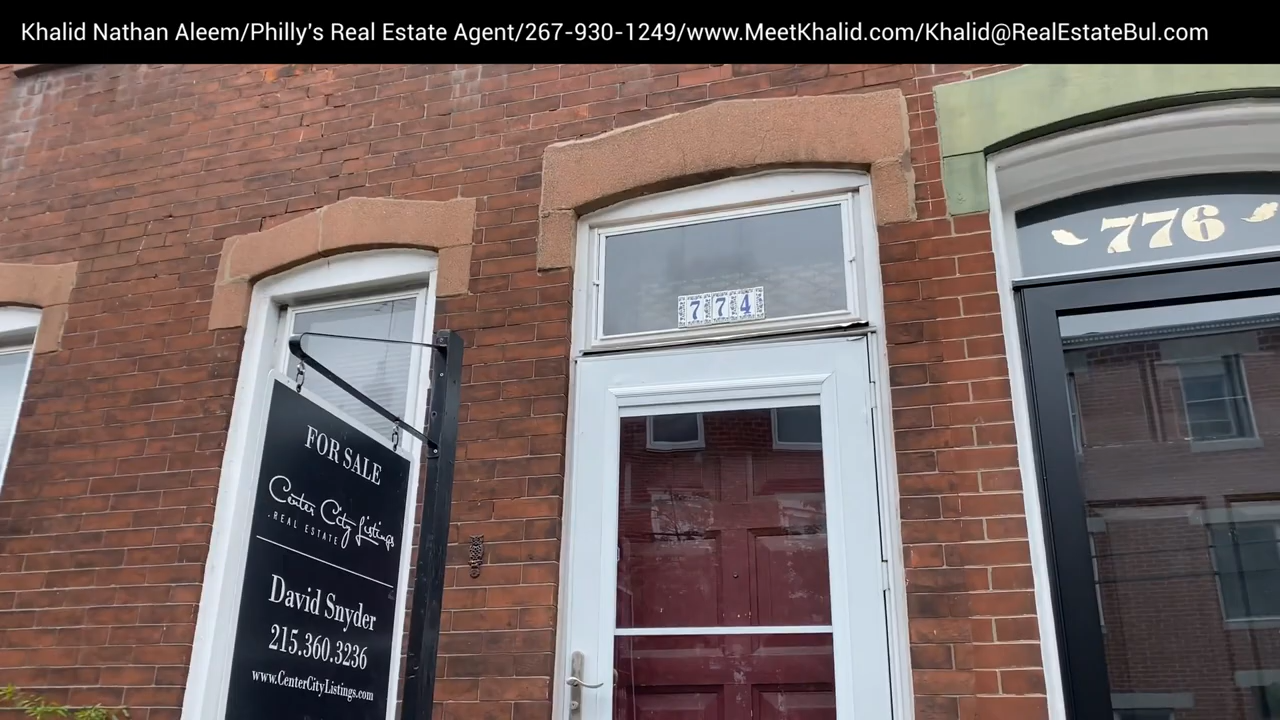 Khalid Nathan Aleem/Philly's Real Estate Agent/267-930-1249/www.MeetKhalid.com/Khalid@RealEstateBul.com
776
774
FOR SALE
Center City Listings
.REAL ESTATE
David Snyder
215.360.3236
www.CenterCityListings.com